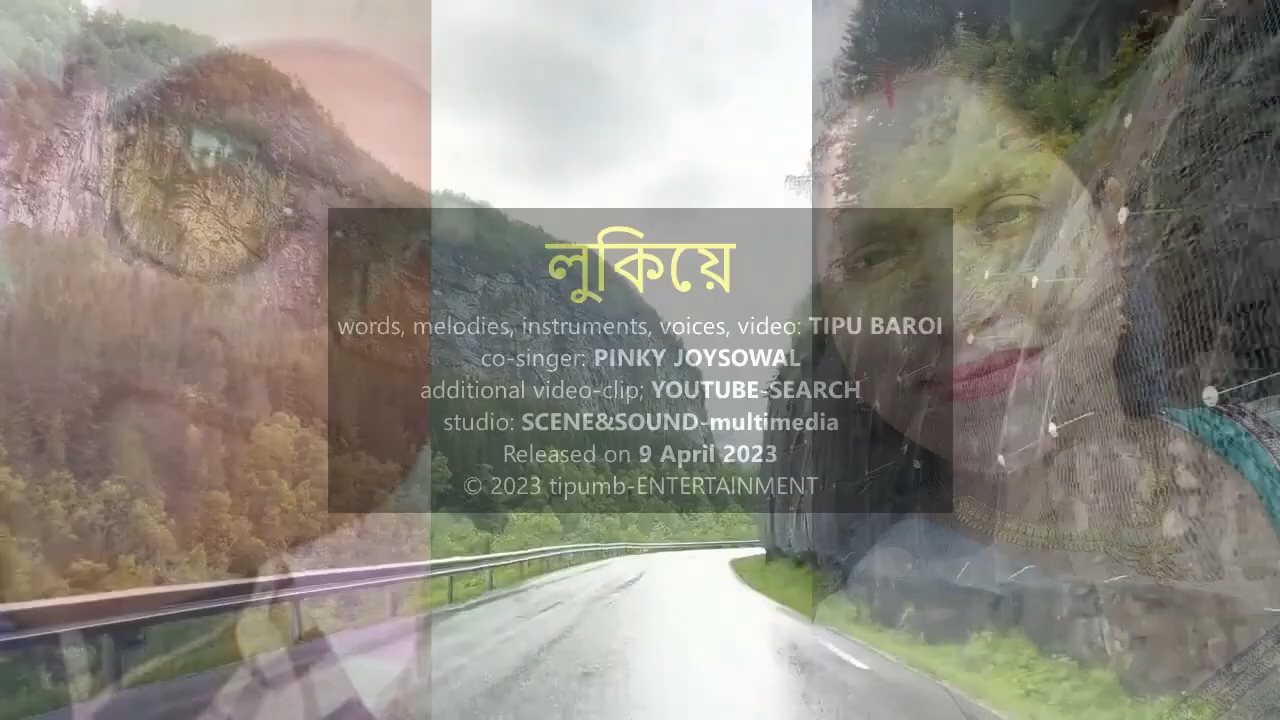 লুকিয়ে
words, melodies, instruments, voices, video: TIPU BAROI
co-singer: PINKY JOYSOWAL
additional video-clip; YOUTUBE-SEARCH
studio: SCENE&SOUND-multimedia
Released on 9 April 2023
© 2023 tipumb-ENTERTAINMENT